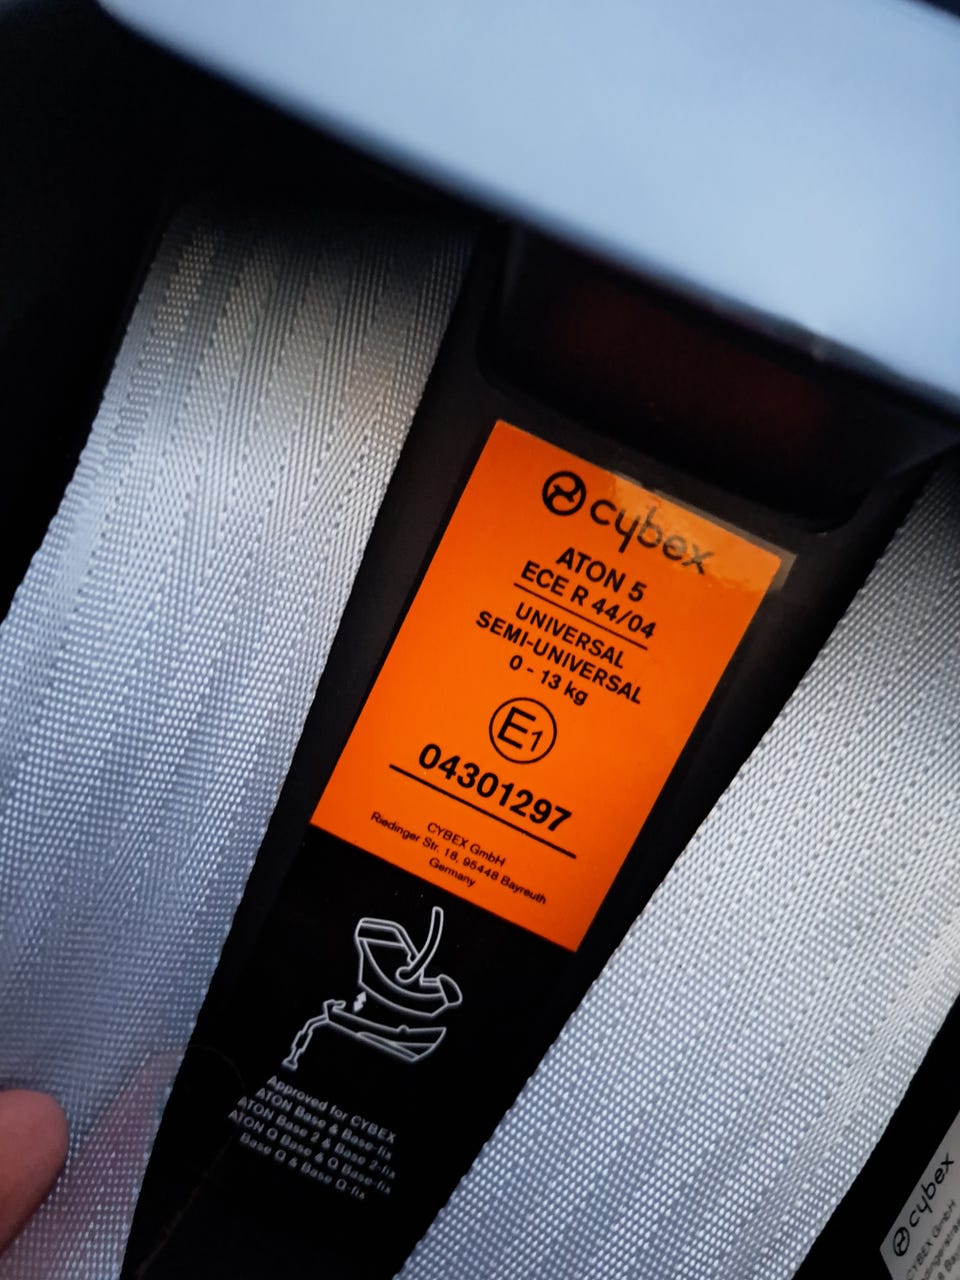 cybex
ATON 5
ECE R 44/04
UNIVERSAL
SEMI-UNIVERSAL
0 - 13 kg
E1
04301297
CYBEX GmbH
Riedinger Str. 18, 95448 Bayreuth
Germany
Approved for CYBEX
ATON Base & Base-fix
ATON Base 2 & Base 2-fix
ATON Q Base & Q Base-fix
Base Q & Base Q-fix
cybex
CYBEX GmbH